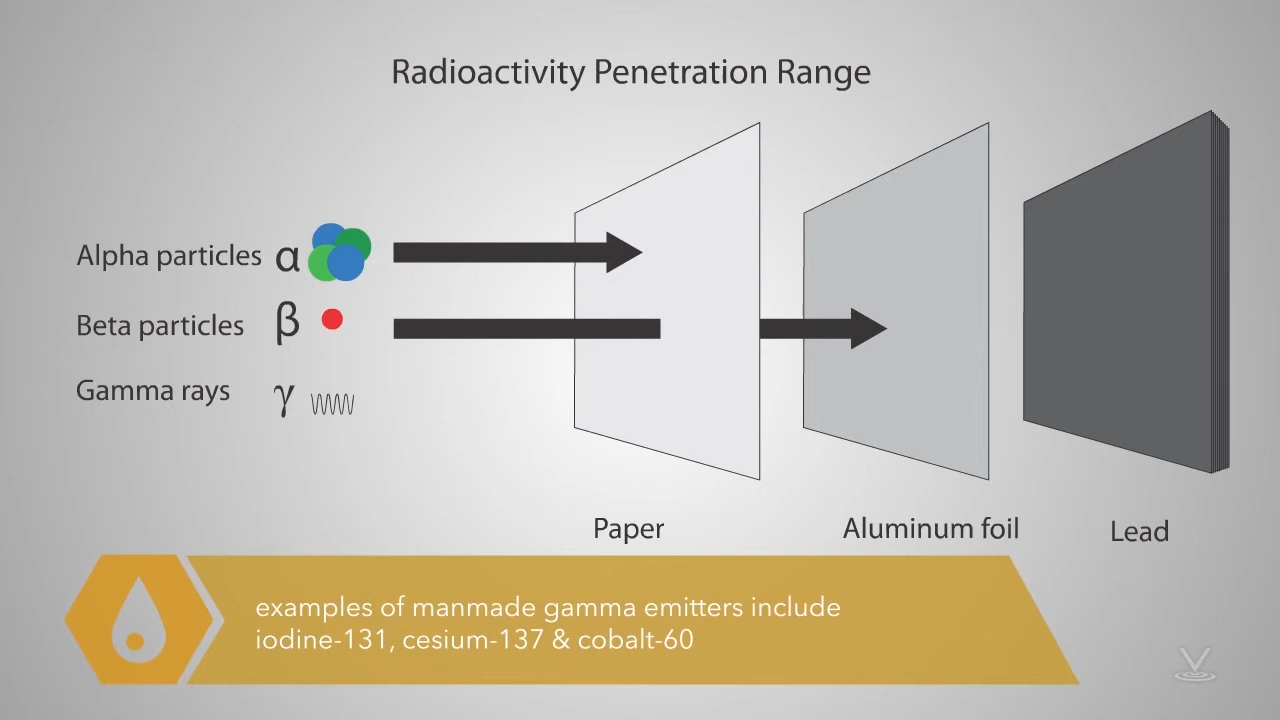 Radioactivity Penetration Range
Alpha particles α
Beta particles β
Gamma rays γ
Paper
Aluminum foil
Lead
examples of manmade gamma emitters include
iodine-131, cesium-137 & cobalt-60